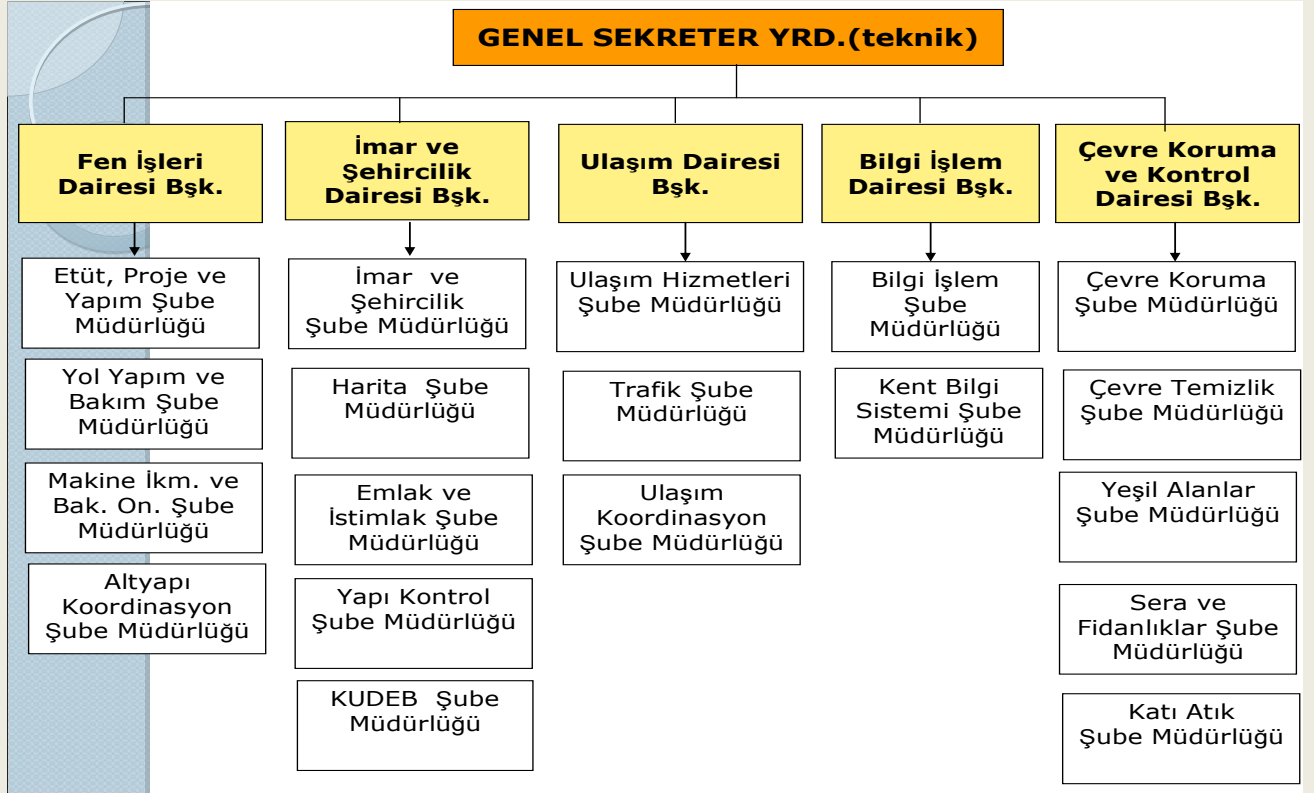 GENEL SEKRETER YRD.(teknik)
Fen İşleri
Dairesi Bşk.
İmar ve
Şehircilik
Dairesi Bşk.
Ulaşım Dairesi
Bşk.
Bilgi İşlem
Dairesi Bşk.
Çevre Koruma
ve Kontrol
Dairesi Bşk.
Etüt, Proje ve
Yapım Şube
Müdürlüğü
Yol Yapım ve
Bakım Şube
Müdürlüğü
Makine İkm. ve
Bak. On. Şube
Müdürlüğü
Altyapı
Koordinasyon
Şube Müdürlüğü
İmar ve
Şehircilik
Şube Müdürlüğü
Harita Şube
Müdürlüğü
Emlak ve
İstimlak Şube
Müdürlüğü
Yapı Kontrol
Şube Müdürlüğü
KUDEB Şube
Müdürlüğü
Ulaşım Hizmetleri
Şube Müdürlüğü
Trafik Şube
Müdürlüğü
Ulaşım
Koordinasyon
Şube Müdürlüğü
Bilgi İşlem
Şube
Müdürlüğü
Kent Bilgi
Sistemi Şube
Müdürlüğü
Çevre Koruma
Şube Müdürlüğü
Çevre Temizlik
Şube Müdürlüğü
Yeşil Alanlar
Şube Müdürlüğü
Sera ve
Fidanlıklar Şube
Müdürlüğü
Katı Atık
Şube Müdürlüğü